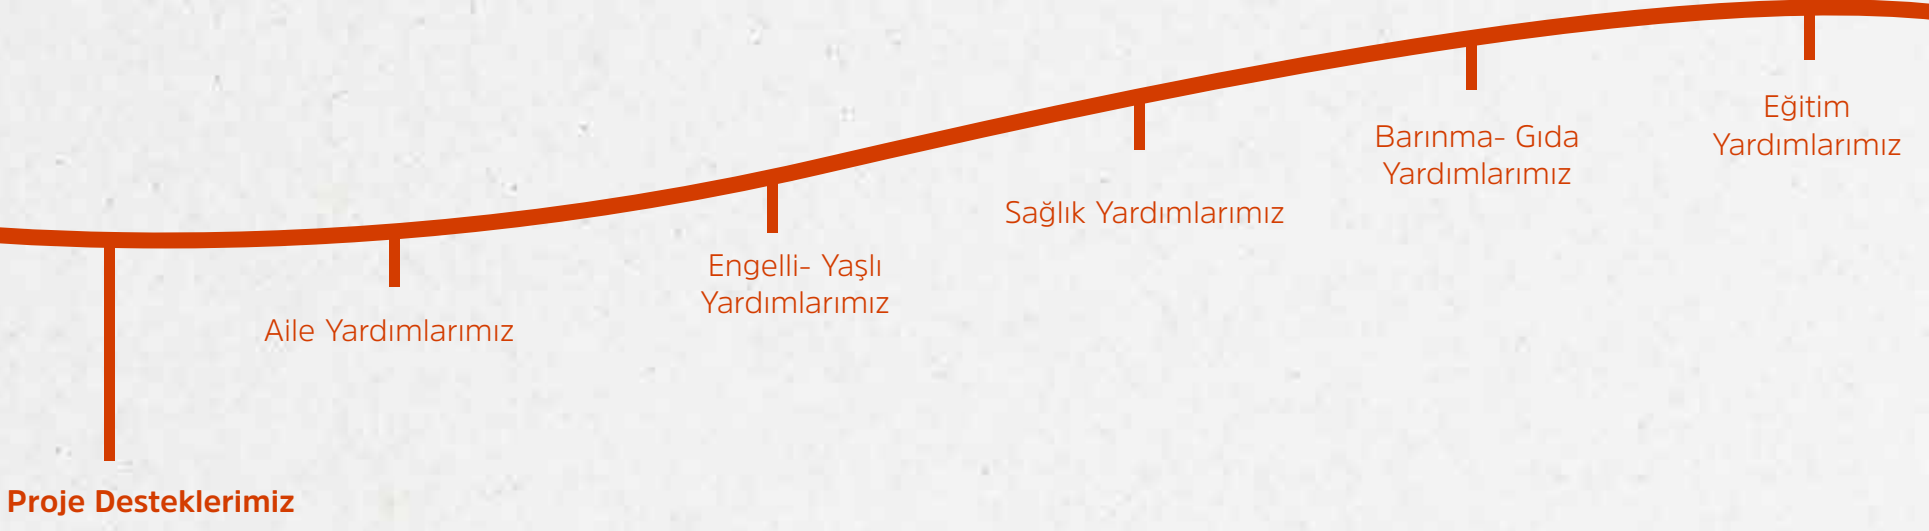 Proje Desteklerimiz
Aile Yardımlarımız
Engelli- Yaşlı
Yardımlarımız
Sağlık Yardımlarımız
Barınma- Gıda
Yardımlarımız
Eğitim
Yardımlarımız